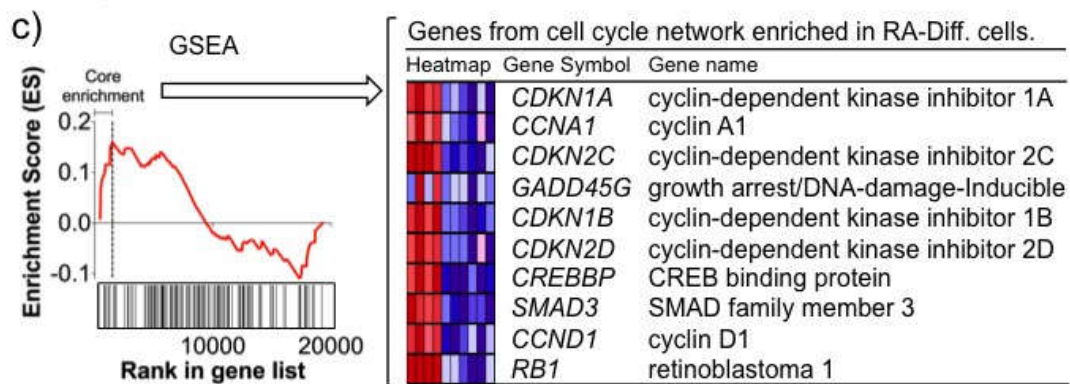 c)
GSEA
Core
enrichment
Enrichment Score (ES)
0.2
0.1
0.0
-0.1
10000
20000
Rank in gene list
Genes from cell cycle network enriched in RA-Diff. cells.
Heatmap Gene Symbol Gene name
CDKN1A cyclin-dependent kinase inhibitor 1A
CCNA1 cyclin A1
CDKN2C cyclin-dependent kinase inhibitor 2C
GADD45G growth arrest/DNA-damage-Inducible
CDKN1B cyclin-dependent kinase inhibitor 1B
CDKN2D cyclin-dependent kinase inhibitor 2D
CREBBP CREB binding protein
SMAD3 SMAD family member 3
CCND1 cyclin D1
RB1 retinoblastoma 1